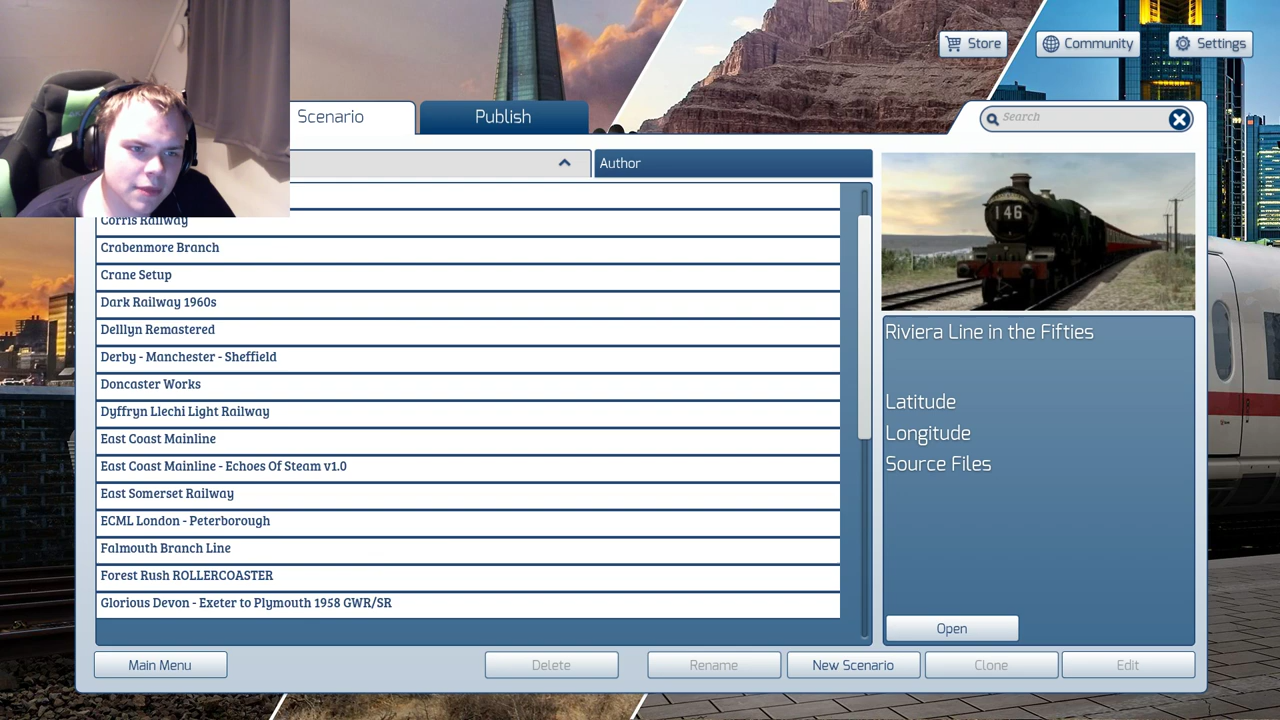 Store
Community
Settings
Scenario
Publish
Search
Author
Corris Railway
Crabenmore Branch
Crane Setup
Dark Railway 1960s
Delllyn Remastered
Derby - Manchester - Sheffield
Doncaster Works
Dyffryn Llechi Light Railway
East Coast Mainline
East Coast Mainline - Echoes Of Steam v1.0
East Somerset Railway
ECML London - Peterborough
Falmouth Branch Line
Forest Rush ROLLERCOASTER
Glorious Devon - Exeter to Plymouth 1958 GWR/SR
146
Riviera Line in the Fifties
Latitude
Longitude
Source Files
Open
Main Menu
Delete
Rename
New Scenario
Clone
Edit